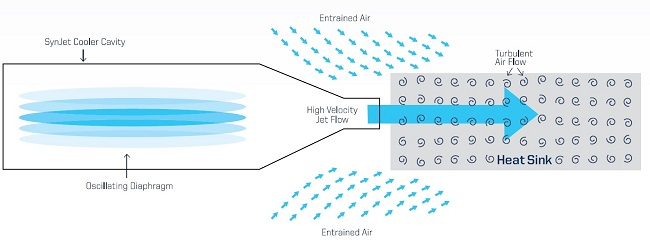 Entrained Air
SynJet Cooler Cavity
Turbulent
Air Flow
High Velocity
Jet Flow
Heat Sink
Oscillating Diaphragm
Entrained Air